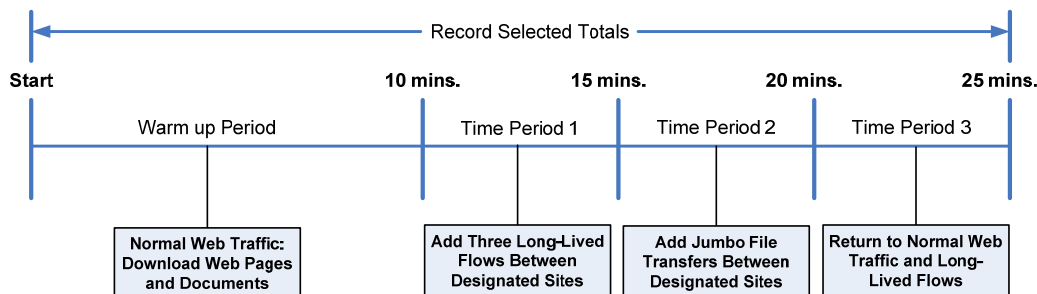 Record Selected Totals
Start
10 mins.
15 mins.
20 mins.
25 mins.
Warm up Period
Time Period 1
Time Period 2
Time Period 3
Normal Web Traffic:
Download Web Pages
and Documents
Add Three Long-Lived
Flows Between
Designated Sites
Add Jumbo File
Transfers Between
Designated Sites
Return to Normal Web
Traffic and Long-
Lived Flows